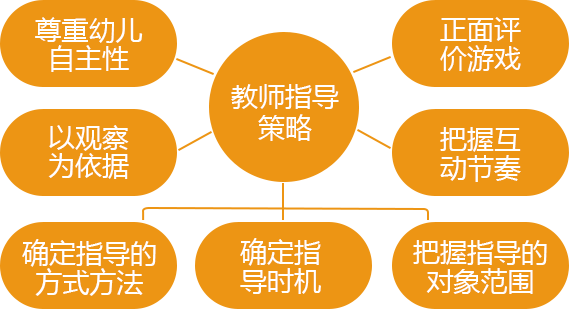 尊重幼儿
自主性
正面评
价游戏
教师指导
策略
以观察
为依据
把握互
动节奏
确定指导的
方式方法
确定指
导时机
把握指导的
对象范围